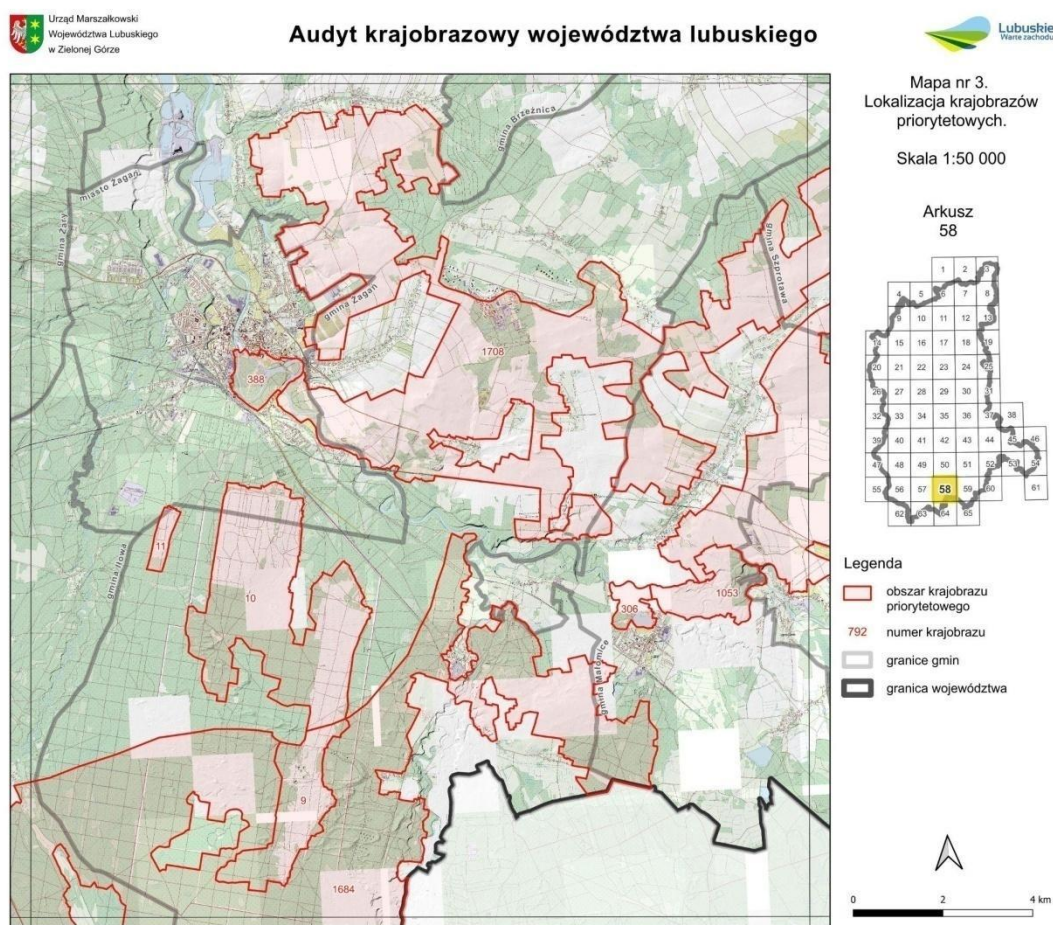 Urząd Marszałkowski
Województwa Lubuskiego
w Zielonej Górze
Audyt krajobrazowy województwa lubuskiego
Lubuskie
Warte zachodu
Mapa nr 3.
Lokalizacja krajobrazów
priorytetowych.
Skala 1:50 000
Arkusz
58
1 2 3
4 5 6 7 8
9 10 11 12 13
14 15 16 17 18 19
20 21 22 23 24 25
26 27 28 29 30 31
32 33 34 35 36 37 38
39 40 41 42 43 44 45 46
47 48 49 50 51 52 53 54
55 56 57 58 59 60 61
62 63 64 65
Legenda
obszar krajobrazu
priorytetowego
792 numer krajobrazu
granice gmin
granica województwa
0 2 4 km
gmina Brzeźnica
miasto Żagań
gmina Żary
gmina Szprotawa
gmina Żagań
1708
388
11
10
gmina Iłowa
306
1053
gmina Małomice
9
1684